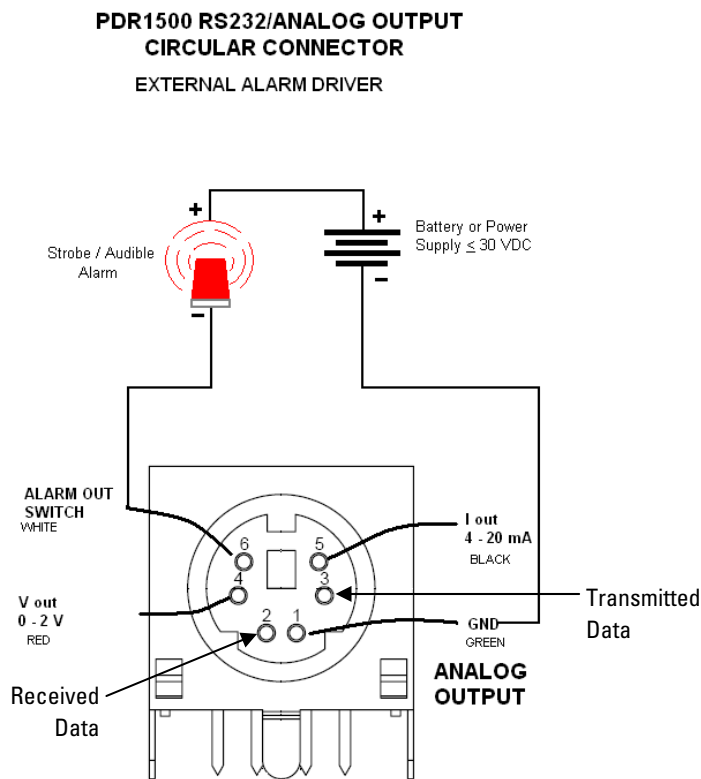 PDR1500 RS232/ANALOG OUTPUT
CIRCULAR CONNECTOR
EXTERNAL ALARM DRIVER
+
+
Strobe / Audible
Alarm
Battery or Power
Supply ≤ 30 VDC
−
−
ALARM OUT
SWITCH
WHITE
I out
4 - 20 mA
BLACK
6
5
4
3
2
1
V out
0 - 2 V
RED
Transmitted
Data
GND
GREEN
Received
Data
ANALOG
OUTPUT